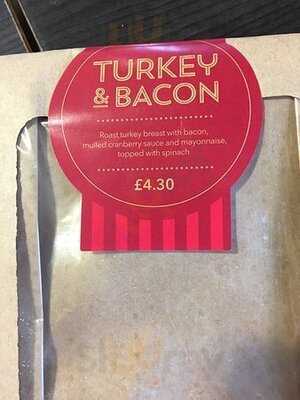 TURKEY
& BACON
Roast turkey breast with bacon,
mulled cranberry sauce and mayonnaise,
topped with spinach
£4.30